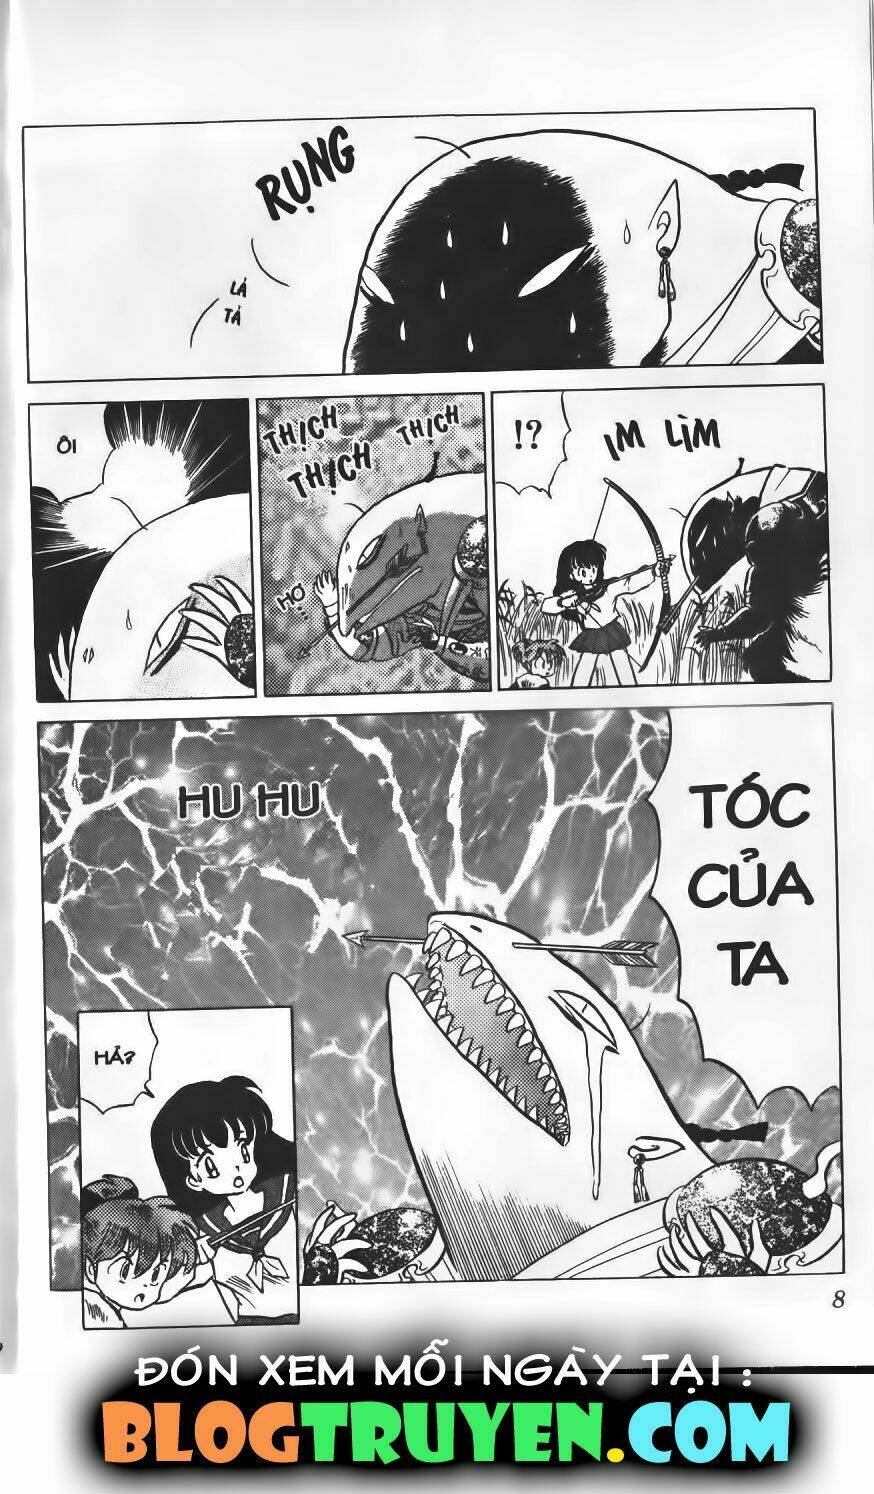 RỤNG
LẢ
TẢ
ÔI
THỊCH
THỊCH
THỊCH
HỰ...
!?
IM LÌM
HU HU
TÓC
CỦA
TA
HẢ?
8
ĐÓN XEM MỖI NGÀY TẠI :
BLOGTRUYEN.COM